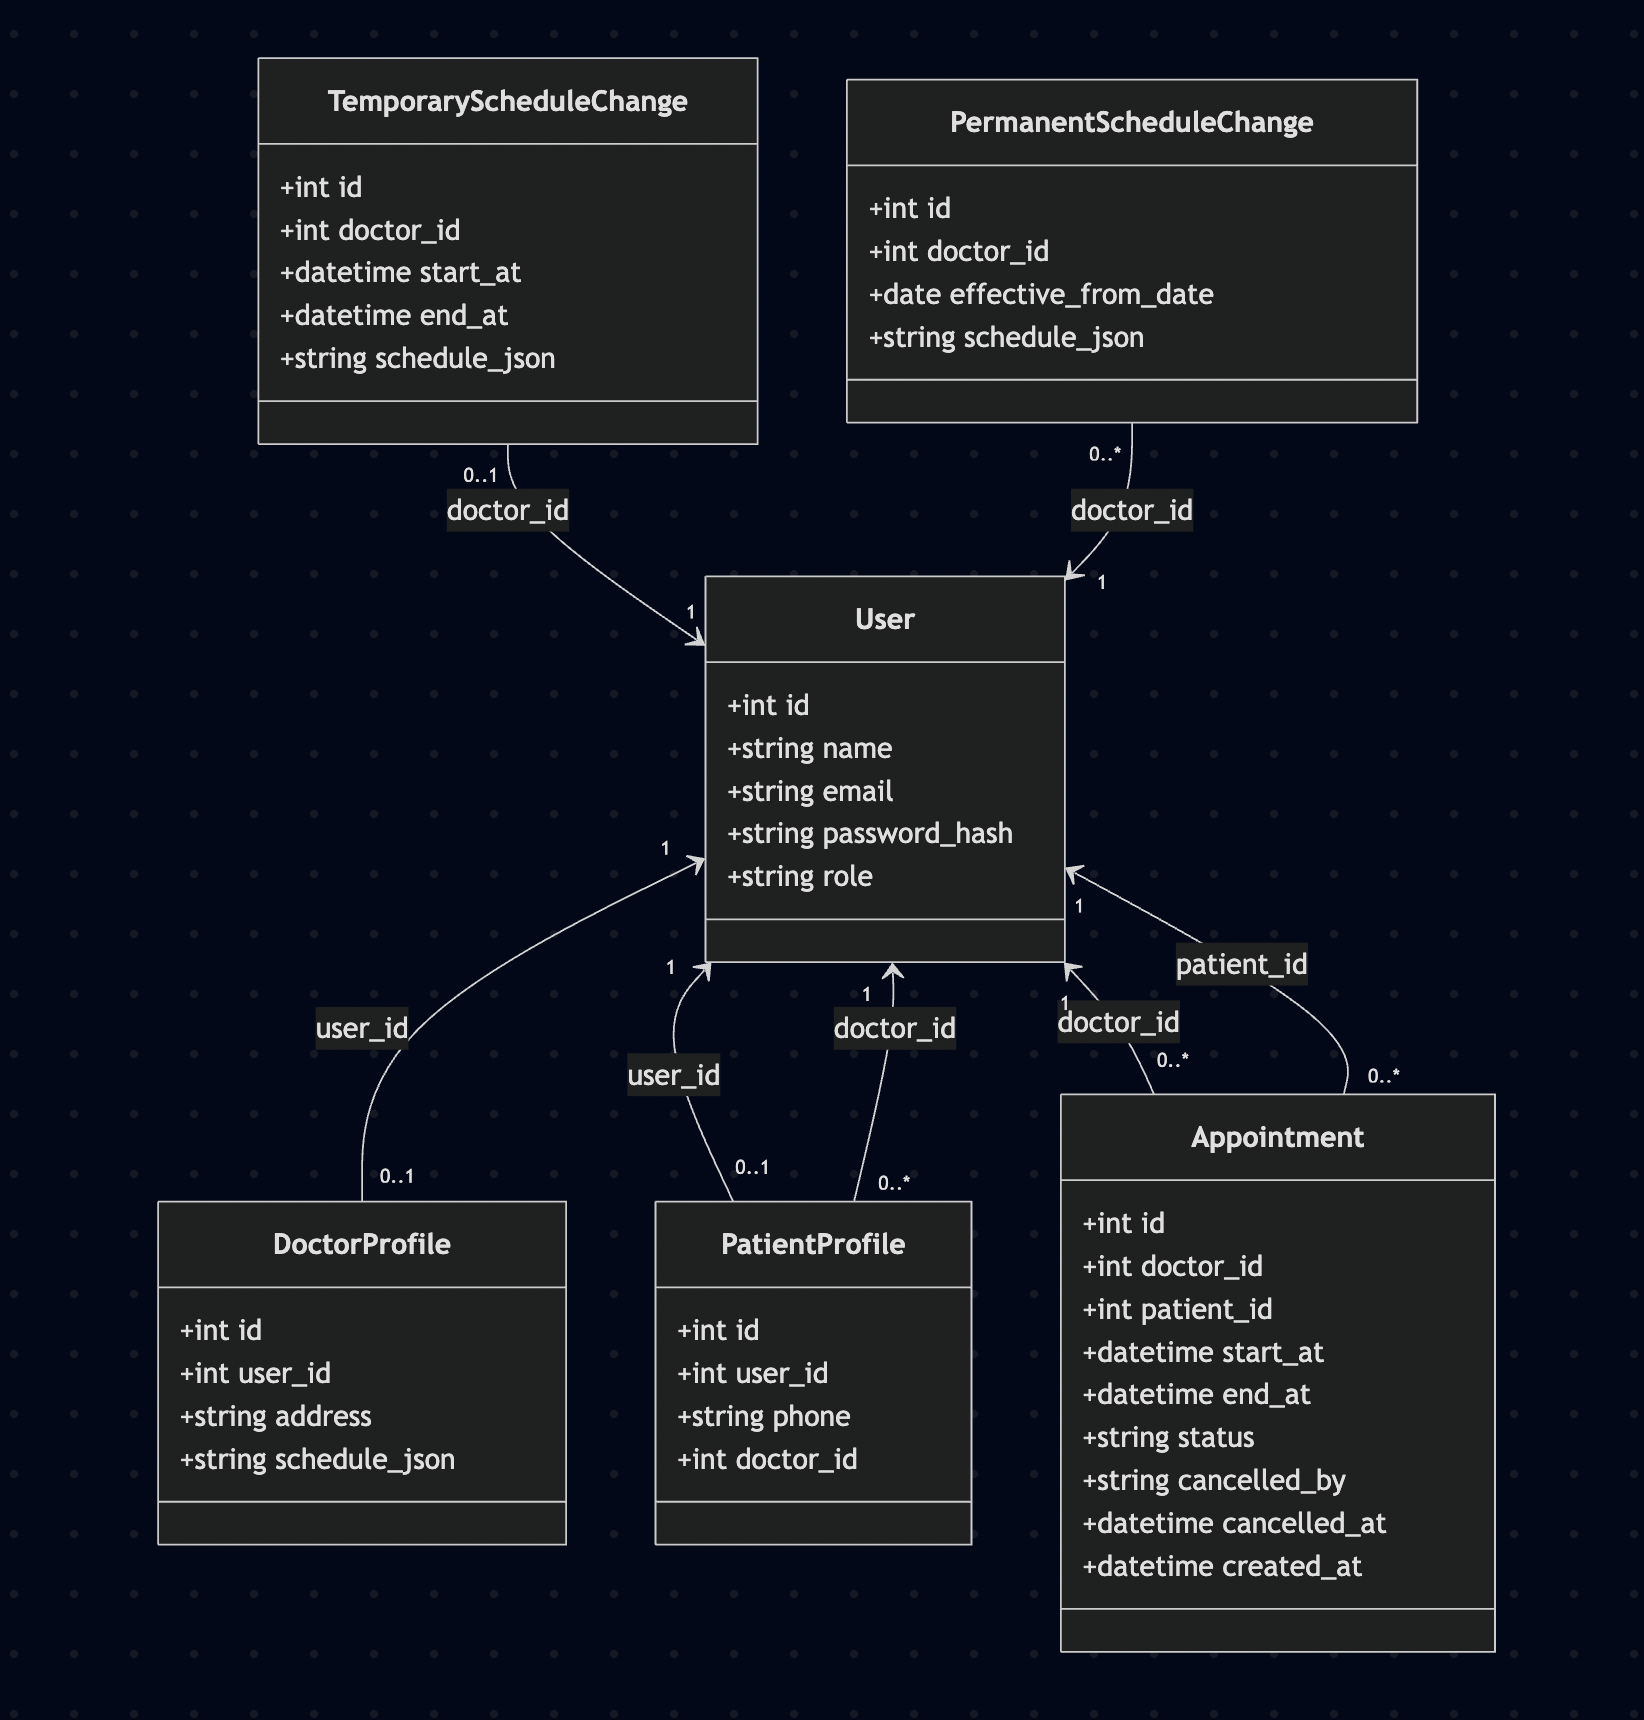 TemporaryScheduleChange
+int id
+int doctor_id
+datetime start_at
+datetime end_at
+string schedule_json
PermanentScheduleChange
+int id
+int doctor_id
+date effective_from_date
+string schedule_json
0..1
doctor_id
1
0..*
doctor_id
1
User
+int id
+string name
+string email
+string password_hash
+string role
1
user_id
0..1
1
user_id
0..1
1
doctor_id
0..*
1
doctor_id
0..*
1
patient_id
0..*
DoctorProfile
+int id
+int user_id
+string address
+string schedule_json
PatientProfile
+int id
+int user_id
+string phone
+int doctor_id
Appointment
+int id
+int doctor_id
+int patient_id
+datetime start_at
+datetime end_at
+string status
+string cancelled_by
+datetime cancelled_at
+datetime created_at